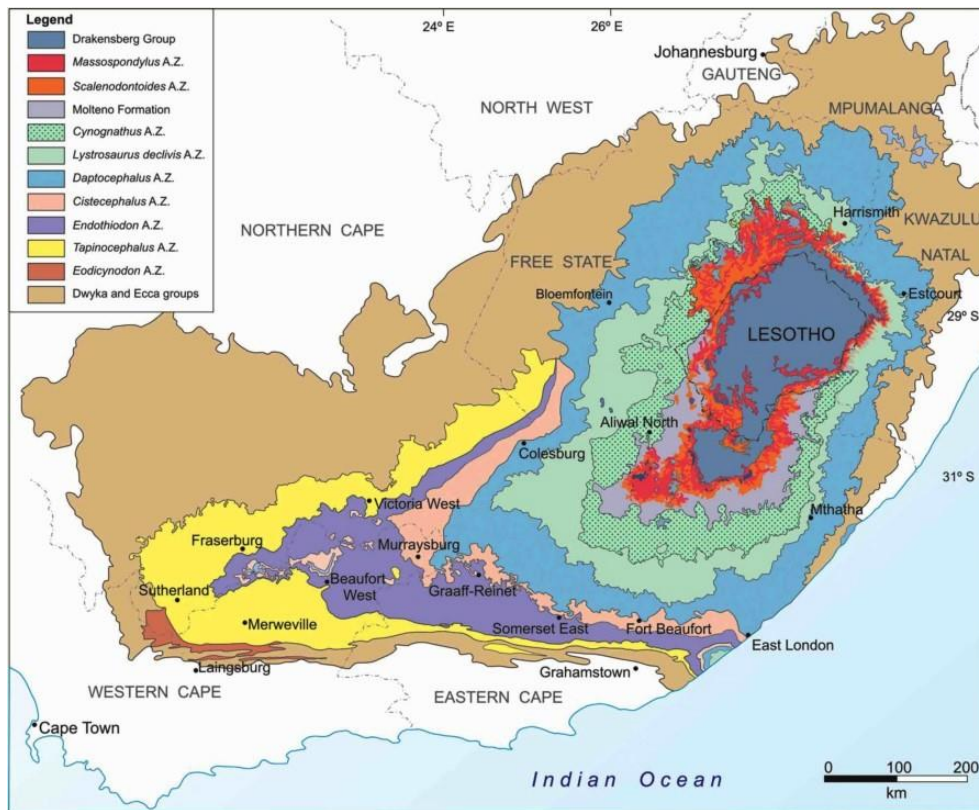 Legend
Drakensberg Group
Massospondylus A.Z.
Scalenodontoides A.Z.
Molteno Formation
Cynognathus A.Z.
Lystrosaurus declivis A.Z.
Daptocephalus A.Z.
Cistecephalus A.Z.
Endothiodon A.Z.
Tapinocephalus A.Z.
Eodicynodon A.Z.
Dwyka and Ecca groups
24° E
26° E
Johannesburg
GAUTENG
NORTH WEST
MPUMALANGA
NORTHERN CAPE
Harrismith
KWAZULU
NATAL
FREE STATE
Bloemfontein
Estcourt
29° S
LESOTHO
Aliwal North
Colesburg
31° S
Mthatha
Victoria West
Fraserburg
Murraysburg
Beaufort
West
Graaff-Reinet
Sutherland
Merweville
Somerset East
Fort Beaufort
East London
Laingsburg
Grahamstown
WESTERN CAPE
EASTERN CAPE
Cape Town
Indian Ocean
0 100 200
km